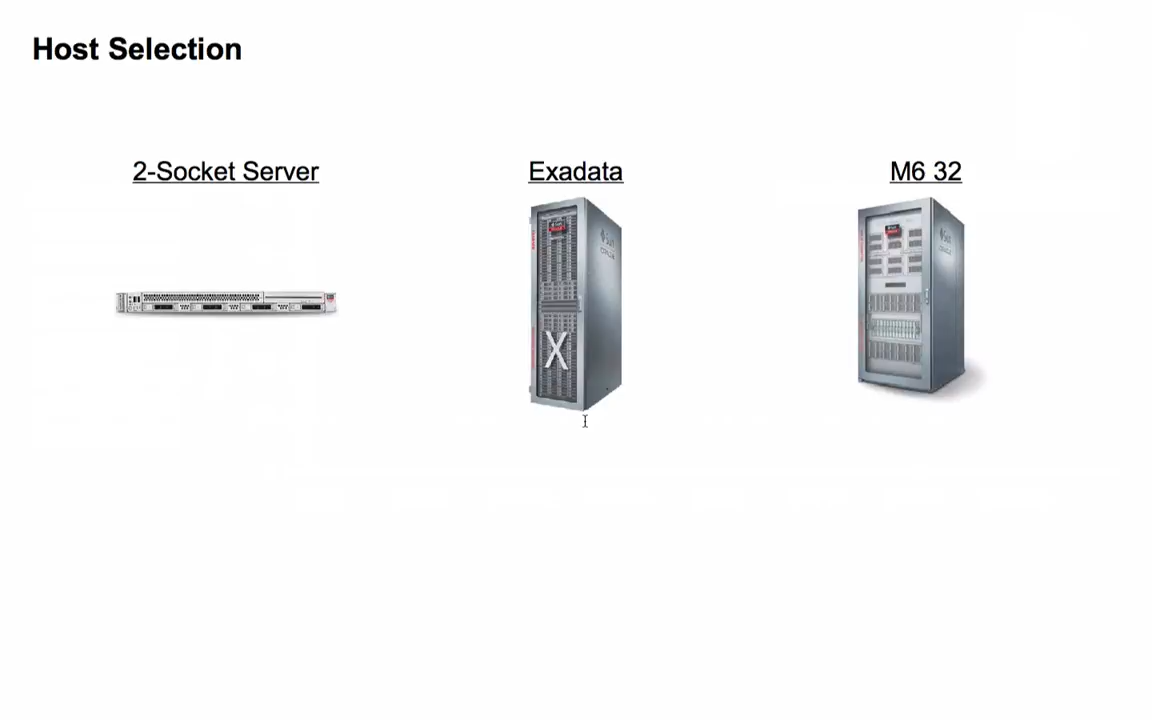 Host Selection
2-Socket Server
Exadata
M6 32
X